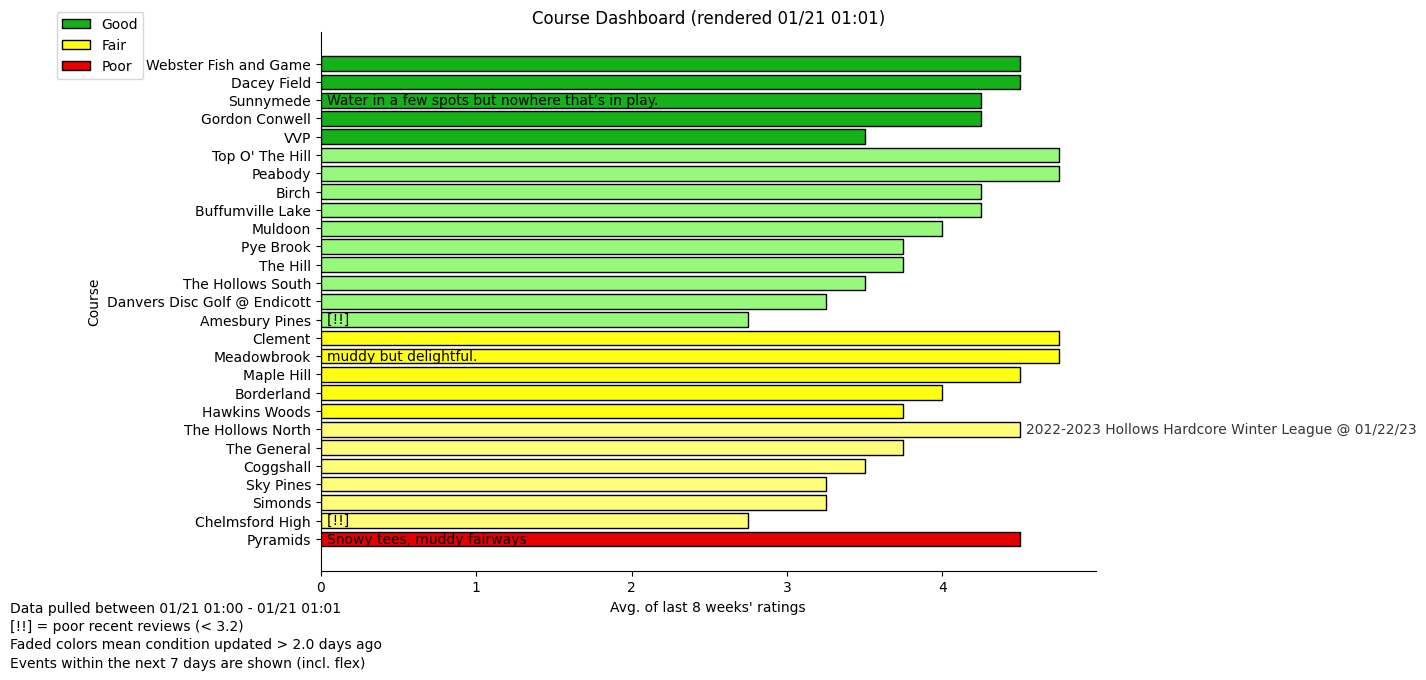 Course Dashboard (rendered 01/21 01:01)
Good
Fair
Poor
Course
Webster Fish and Game
Dacey Field
Sunnymede Water in a few spots but nowhere that's in play.
Gordon Conwell
VVP
Top O' The Hill
Peabody
Birch
Buffumville Lake
Muldoon
Pye Brook
The Hill
The Hollows South
Danvers Disc Golf @ Endicott
Amesbury Pines [!!]
Clement
Meadowbrook muddy but delightful.
Maple Hill
Borderland
Hawkins Woods
The Hollows North 2022-2023 Hollows Hardcore Winter League @ 01/22/23
The General
Coggshall
Sky Pines
Simonds
Chelmsford High [!!]
Pyramids Snowy tees, muddy fairways
0 1 2 3 4
Avg. of last 8 weeks' ratings
Data pulled between 01/21 01:00 - 01/21 01:01
[!!] = poor recent reviews (< 3.2)
Faded colors mean condition updated > 2.0 days ago
Events within the next 7 days are shown (incl. flex)